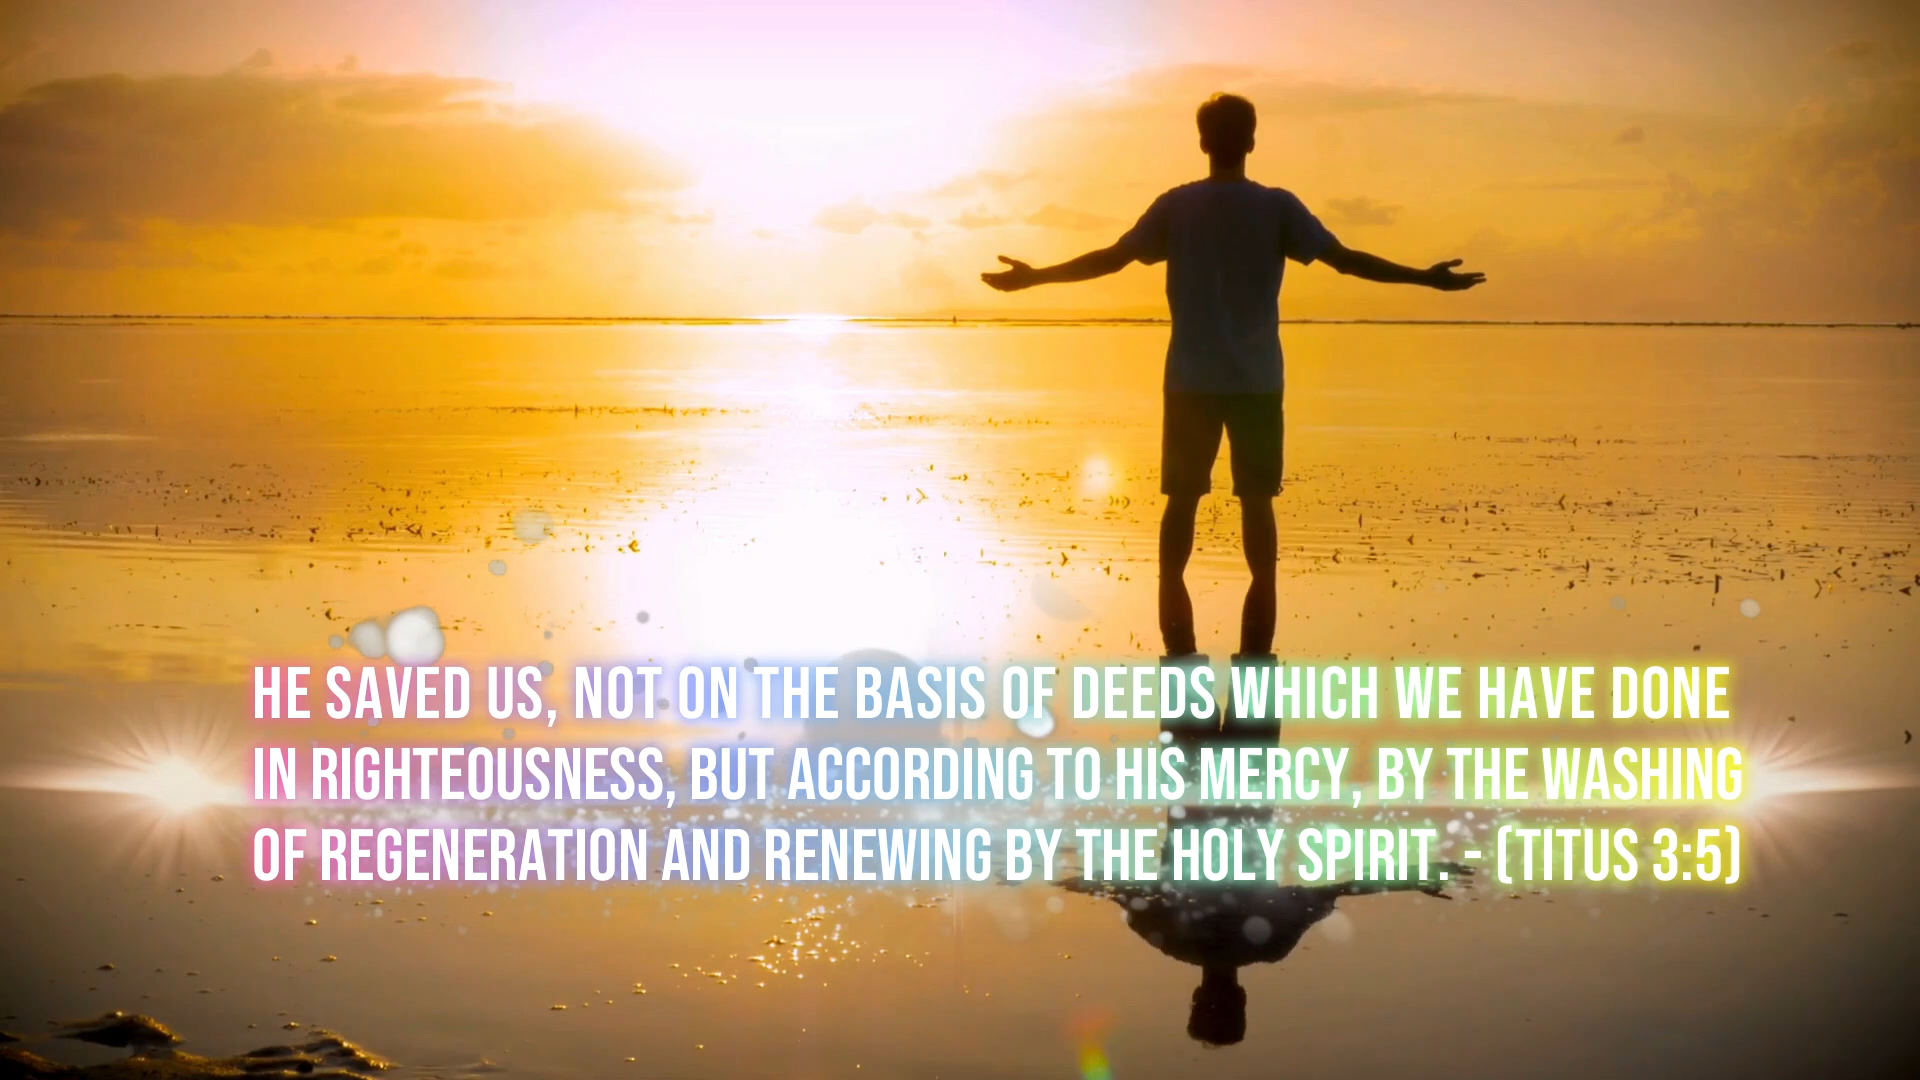 HE SAVED US, NOT ON THE BASIS OF DEEDS WHICH WE HAVE DONE
IN RIGHTEOUSNESS, BUT ACCORDING TO HIS MERCY, BY THE WASHING
OF REGENERATION AND RENEWING BY THE HOLY SPIRIT. - (TITUS 3:5)